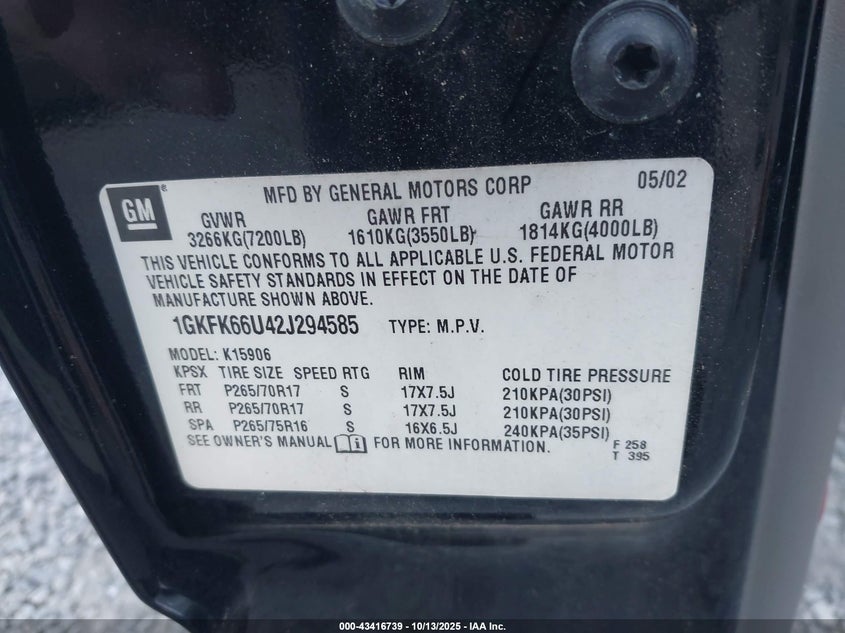 GM®
MFD BY GENERAL MOTORS CORP 05/02
GVWR GAWR FRT GAWR RR
3266KG(7200LB) 1610KG(3550LB) 1814KG(4000LB)
THIS VEHICLE CONFORMS TO ALL APPLICABLE U.S. FEDERAL MOTOR
VEHICLE SAFETY STANDARDS IN EFFECT ON THE DATE OF
MANUFACTURE SHOWN ABOVE.
1GKFK66U42J294585 TYPE: M.P.V.
MODEL: K15906
KPSX TIRE SIZE SPEED RTG RIM COLD TIRE PRESSURE
FRT P265/70R17 S 17X7.5J 210KPA(30PSI)
RR P265/70R17 S 17X7.5J 210KPA(30PSI)
SPA P265/75R16 S 16X6.5J 240KPA(35PSI)
SEE OWNER'S MANUAL i FOR MORE INFORMATION.
F 258
T 395
000-43416739 - 10/13/2025 - IAA Inc.